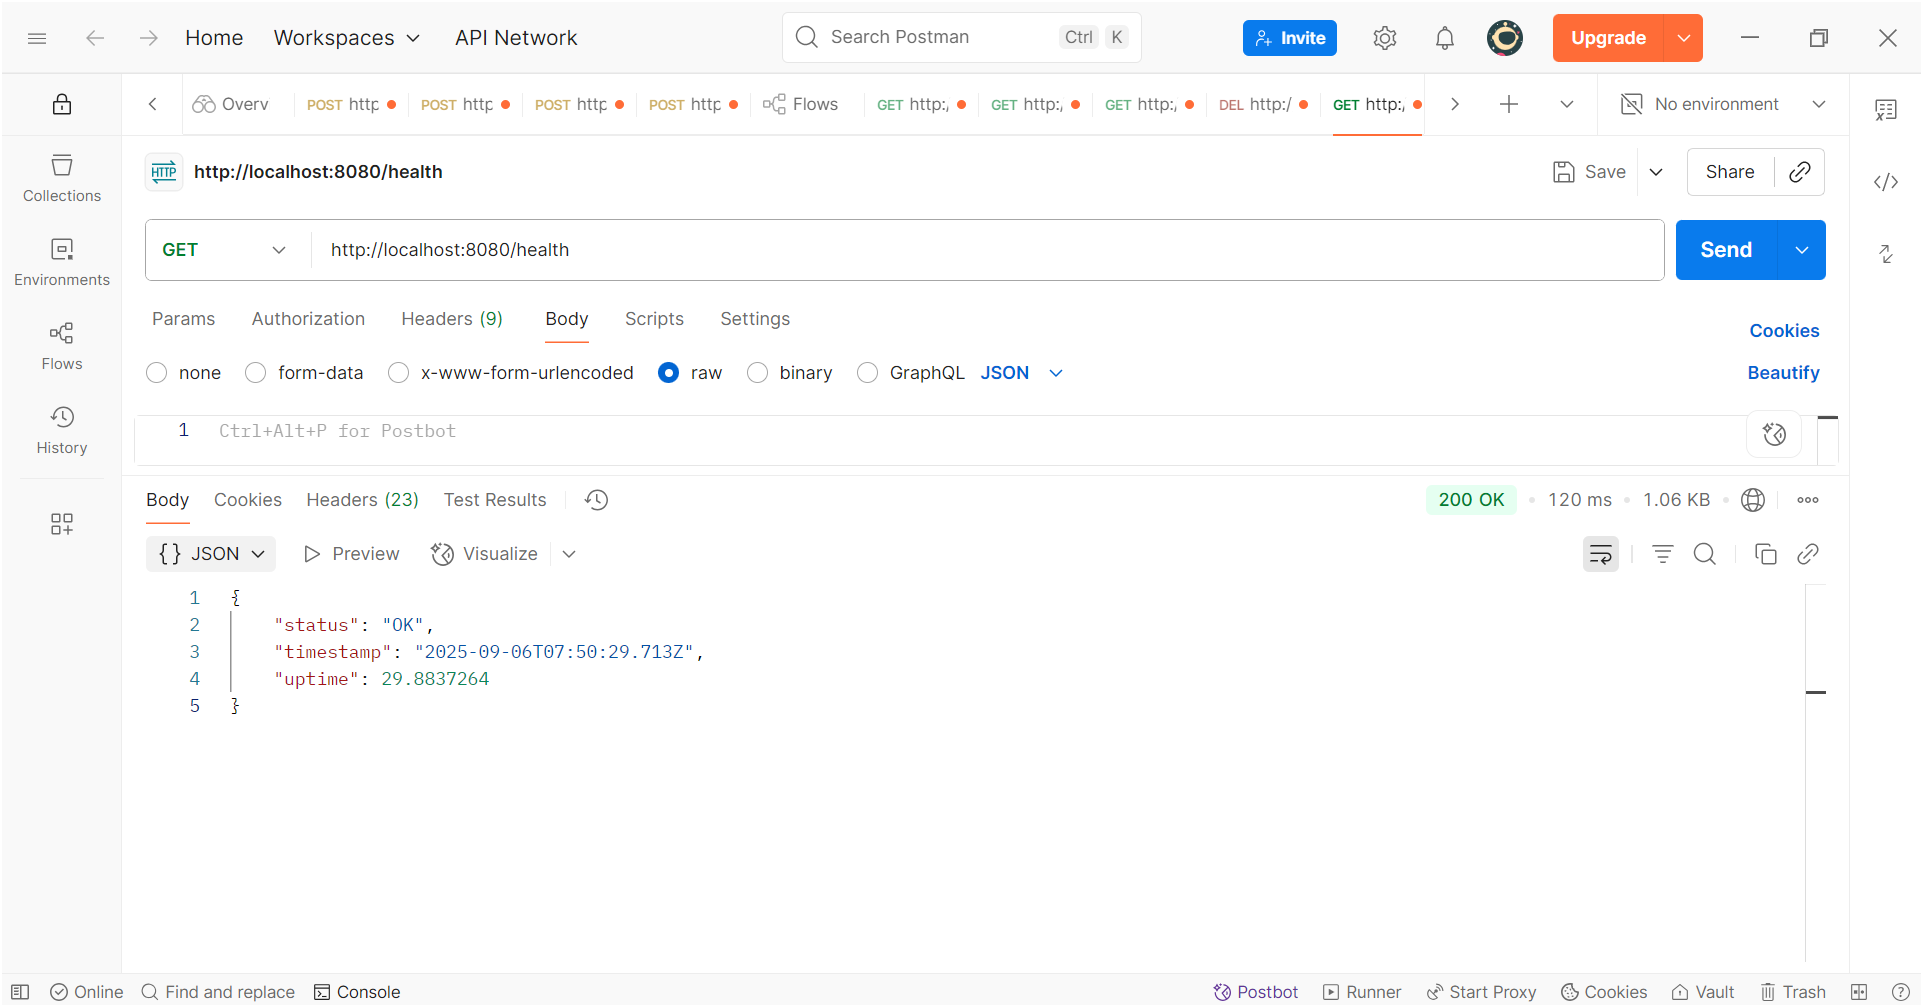 Home Workspaces API Network Search Postman Ctrl K Invite Upgrade
Overv POST http POST http POST http POST http Flows GET http:/ GET http:/ GET http:/ DEL http:/ GET http:/ No environment
HTTP http://localhost:8080/health Save Share
GET http://localhost:8080/health Send
Params Authorization Headers (9) Body Scripts Settings Cookies
none form-data x-www-form-urlencoded raw binary GraphQL JSON Beautify
1 Ctrl+Alt+P for Postbot
Collections
Environments
Flows
History
Body Cookies Headers (23) Test Results 200 OK 120 ms 1.06 KB
{} JSON Preview Visualize
1 {
2 "status": "OK",
3 "timestamp": "2025-09-06T07:50:29.713Z",
4 "uptime": 29.8837264
5 }
Online Find and replace Console Postbot Runner Start Proxy Cookies Vault Trash